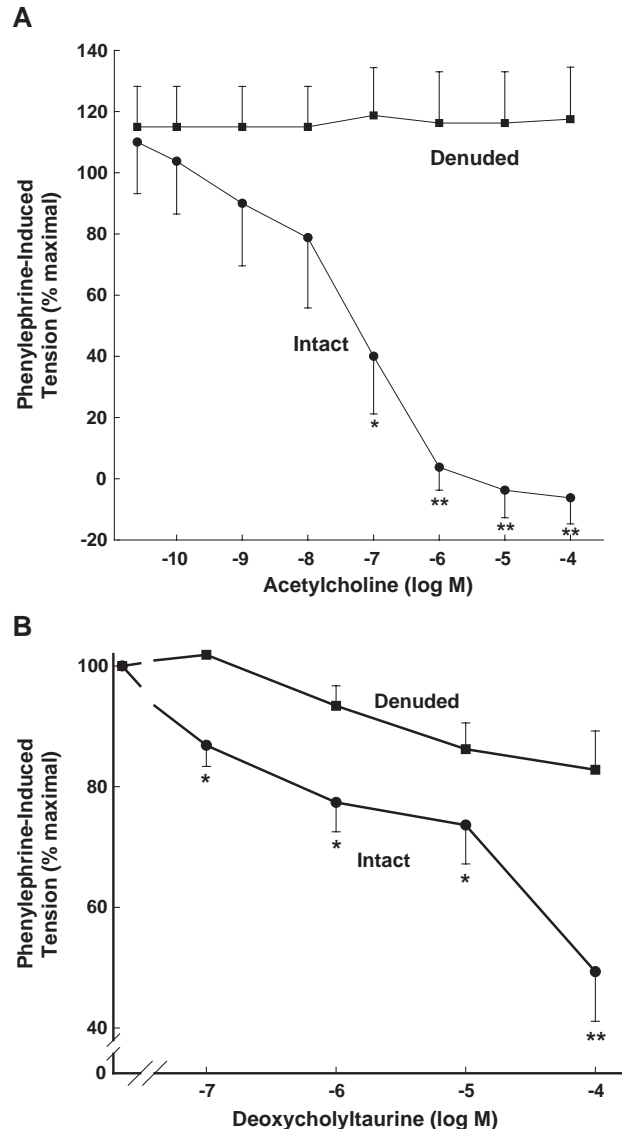 A
Phenylephrine-Induced
Tension (% maximal)
140
120
100
80
60
40
20
0
-20
Denuded
Intact
*
**
**
**
-10
-9
-8
-7
-6
-5
-4
Acetylcholine (log M)
B
Phenylephrine-Induced
Tension (% maximal)
100
80
60
40
0
Denuded
Intact
*
*
*
**
-7
-6
-5
-4
Deoxycholyltaurine (log M)